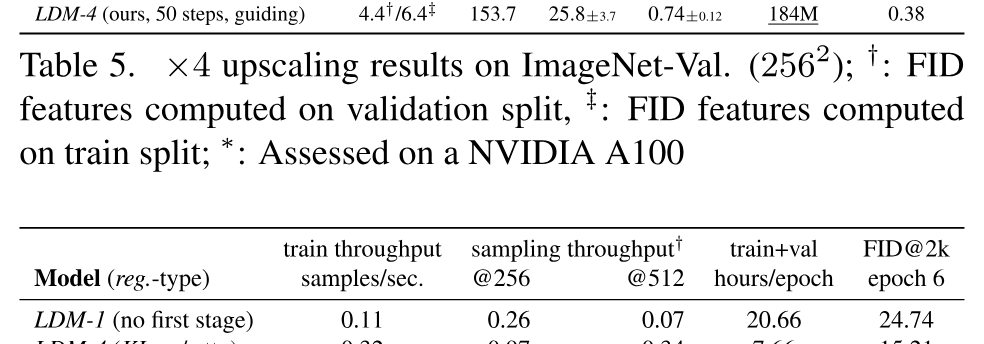 LDM-4 (ours, 50 steps, guiding) 4.4†/6.4‡ 153.7 25.8±3.7 0.74±0.12 184M 0.38
Table 5. ×4 upscaling results on ImageNet-Val. (256²); †: FID
features computed on validation split, ‡: FID features computed
on train split; *: Assessed on a NVIDIA A100
train throughput sampling throughput† train+val FID@2k
Model (reg.-type) samples/sec. @256 @512 hours/epoch epoch 6
LDM-1 (no first stage) 0.11 0.26 0.07 20.66 24.74